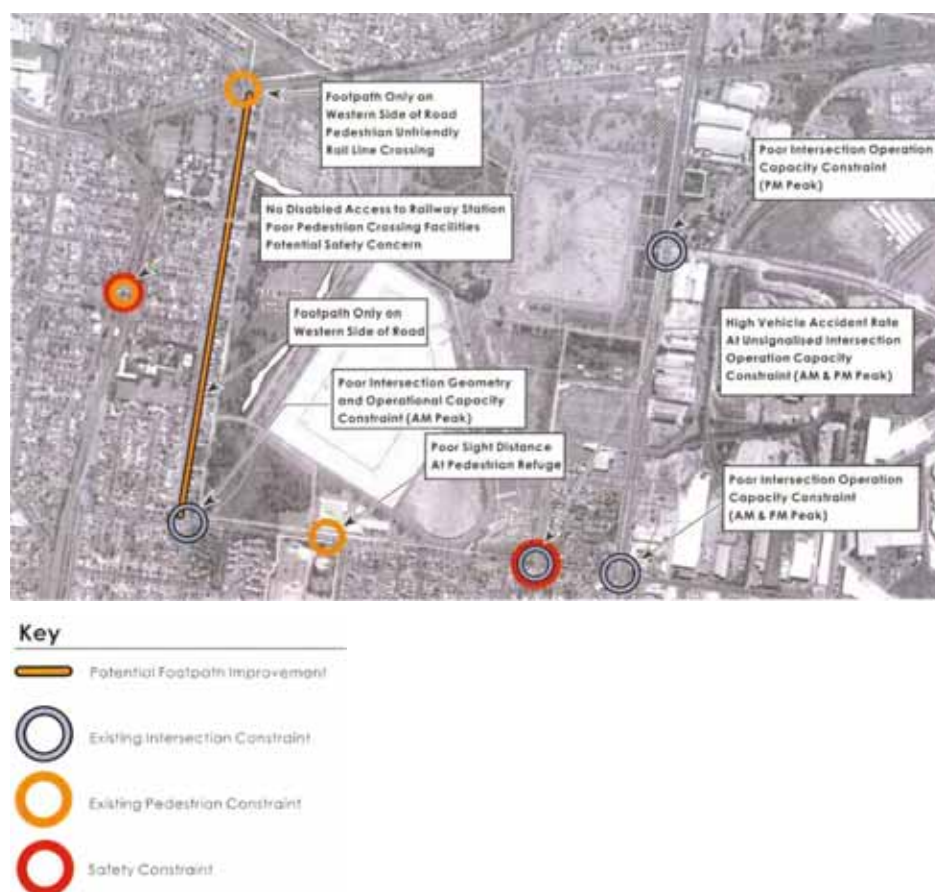 Footpath Only on
Western Side of Road
Pedestrian Unfriendly
Rail Line Crossing
Poor Intersection Operation
Capacity Constraint
(PM Peak)
No Disabled Access to Railway Station
Poor Pedestrian Crossing Facilities
Potential Safety Concern
Footpath Only on
Western Side of Road
High Vehicle Accident Rate
At Unsignalised Intersection
Operation Capacity
Constraint (AM & PM Peak)
Poor Intersection Geometry
and Operational Capacity
Constraint (AM Peak)
Poor Sight Distance
At Pedestrian Refuge
Poor Intersection Operation
Capacity Constraint
(AM & PM Peak)
Key
Potential Footpath Improvement
Existing Intersection Constraint
Existing Pedestrian Constraint
Safety Constraint